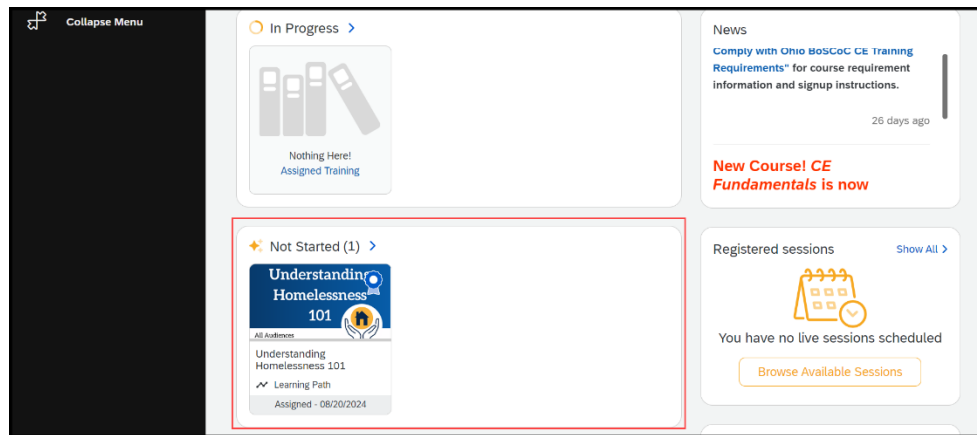 Collapse Menu
In Progress >
Nothing Here!
Assigned Training
Not Started (1) >
Understanding
Homelessness
101
All Audiences
Understanding
Homelessness 101
Learning Path
Assigned - 08/20/2024
News
Comply with Ohio BoSCoC CE Training
Requirements" for course requirement
information and signup instructions.
26 days ago
New Course! CE
Fundamentals is now
Registered sessions
Show All >
You have no live sessions scheduled
Browse Available Sessions